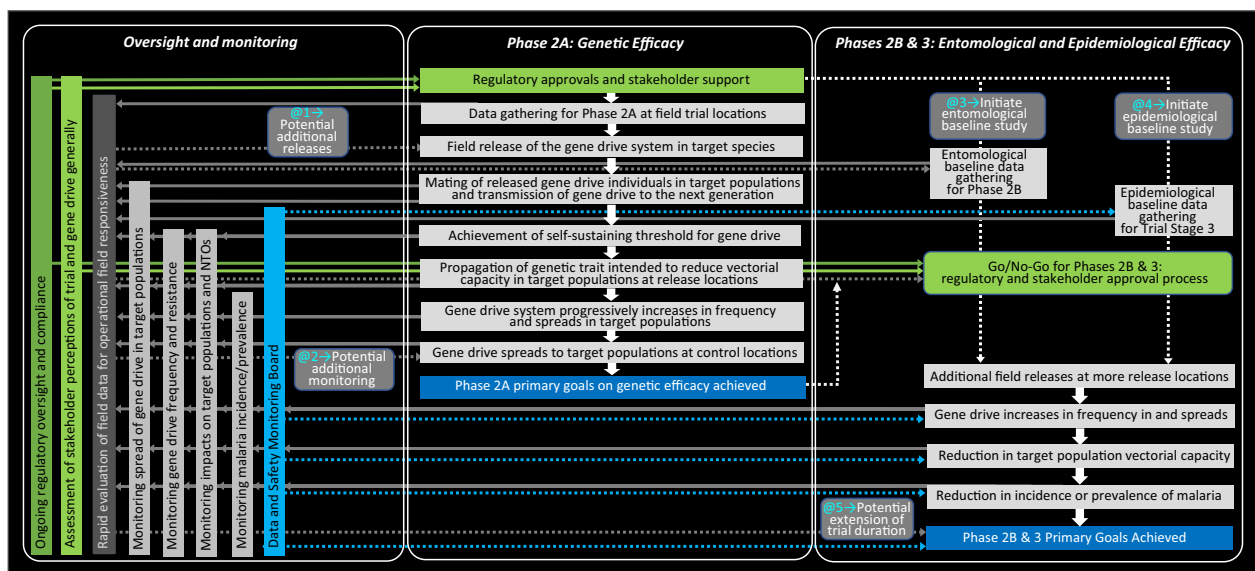 Oversight and monitoring
Ongoing regulatory oversight and compliance
Assessment of stakeholder perceptions of trial and gene drive generally
Rapid evaluation of field data for operational field responsiveness
Monitoring spread of gene drive in target populations
Monitoring gene drive frequency and resistance
Monitoring impacts on target populations and NTOs
Monitoring malaria incidence/prevalence
Data and Safety Monitoring Board
@1→
Potential
additional
releases
@2→Potential
additional
monitoring
Phase 2A: Genetic Efficacy
Regulatory approvals and stakeholder support
Data gathering for Phase 2A at field trial locations
Field release of the gene drive system in target species
Mating of released gene drive individuals in target populations
and transmission of gene drive to the next generation
Achievement of self-sustaining threshold for gene drive
Propagation of genetic trait intended to reduce vectorial
capacity in target populations at release locations
Gene drive system progressively increases in frequency
and spreads in target populations
Gene drive spreads to target populations at control locations
Phase 2A primary goals on genetic efficacy achieved
Phases 2B & 3: Entomological and Epidemiological Efficacy
@3→Initiate
entomological
baseline study
@4→Initiate
epidemiological
baseline study
Entomological
baseline data
gathering
for Phase 2B
Epidemiological
baseline data
gathering
for Trial Stage 3
Go/No-Go for Phases 2B & 3:
regulatory and stakeholder approval process
Additional field releases at more release locations
Gene drive increases in frequency in and spreads
Reduction in target population vectorial capacity
Reduction in incidence or prevalence of malaria
@5→Potential
extension of
trial duration
Phase 2B & 3 Primary Goals Achieved